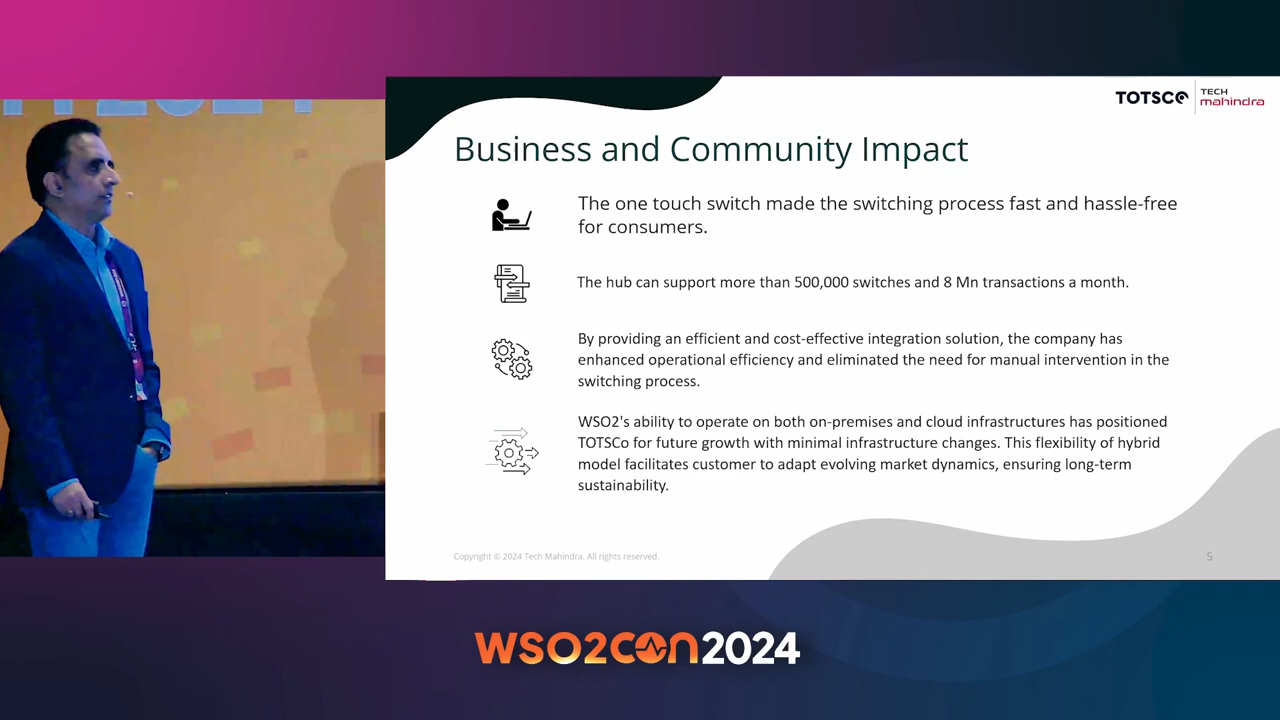 TOTSCO
TECH
mahindra
Business and Community Impact
The one touch switch made the switching process fast and hassle-free
for consumers.
The hub can support more than 500,000 switches and 8 Mn transactions a month.
By providing an efficient and cost-effective integration solution, the company has
enhanced operational efficiency and eliminated the need for manual intervention in the
switching process.
WSO2's ability to operate on both on-premises and cloud infrastructures has positioned
TOTSCo for future growth with minimal infrastructure changes. This flexibility of hybrid
model facilitates customer to adapt evolving market dynamics, ensuring long-term
sustainability.
Copyright © 2024 Tech Mahindra. All rights reserved.
5
WSO2CON2024